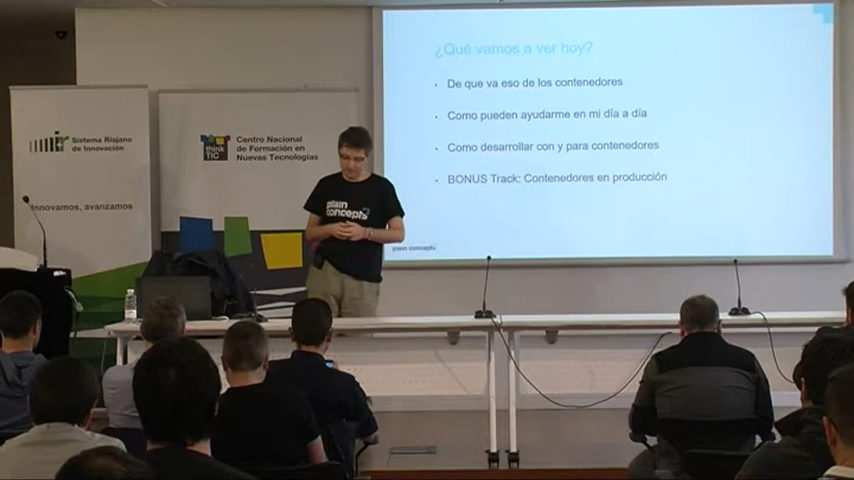 ¿Qué vamos a ver hoy?
• De que va eso de los contenedores
• Como pueden ayudarme en mi día a día
• Como desarrollar con y para contenedores
• BONUS Track: Contenedores en producción
plain concepts
Sistema Riojano
de Innovación
Innovamos, avanzamos
think
TIC
Centro Nacional
de Formación en
Nuevas Tecnologías
plain
concepts